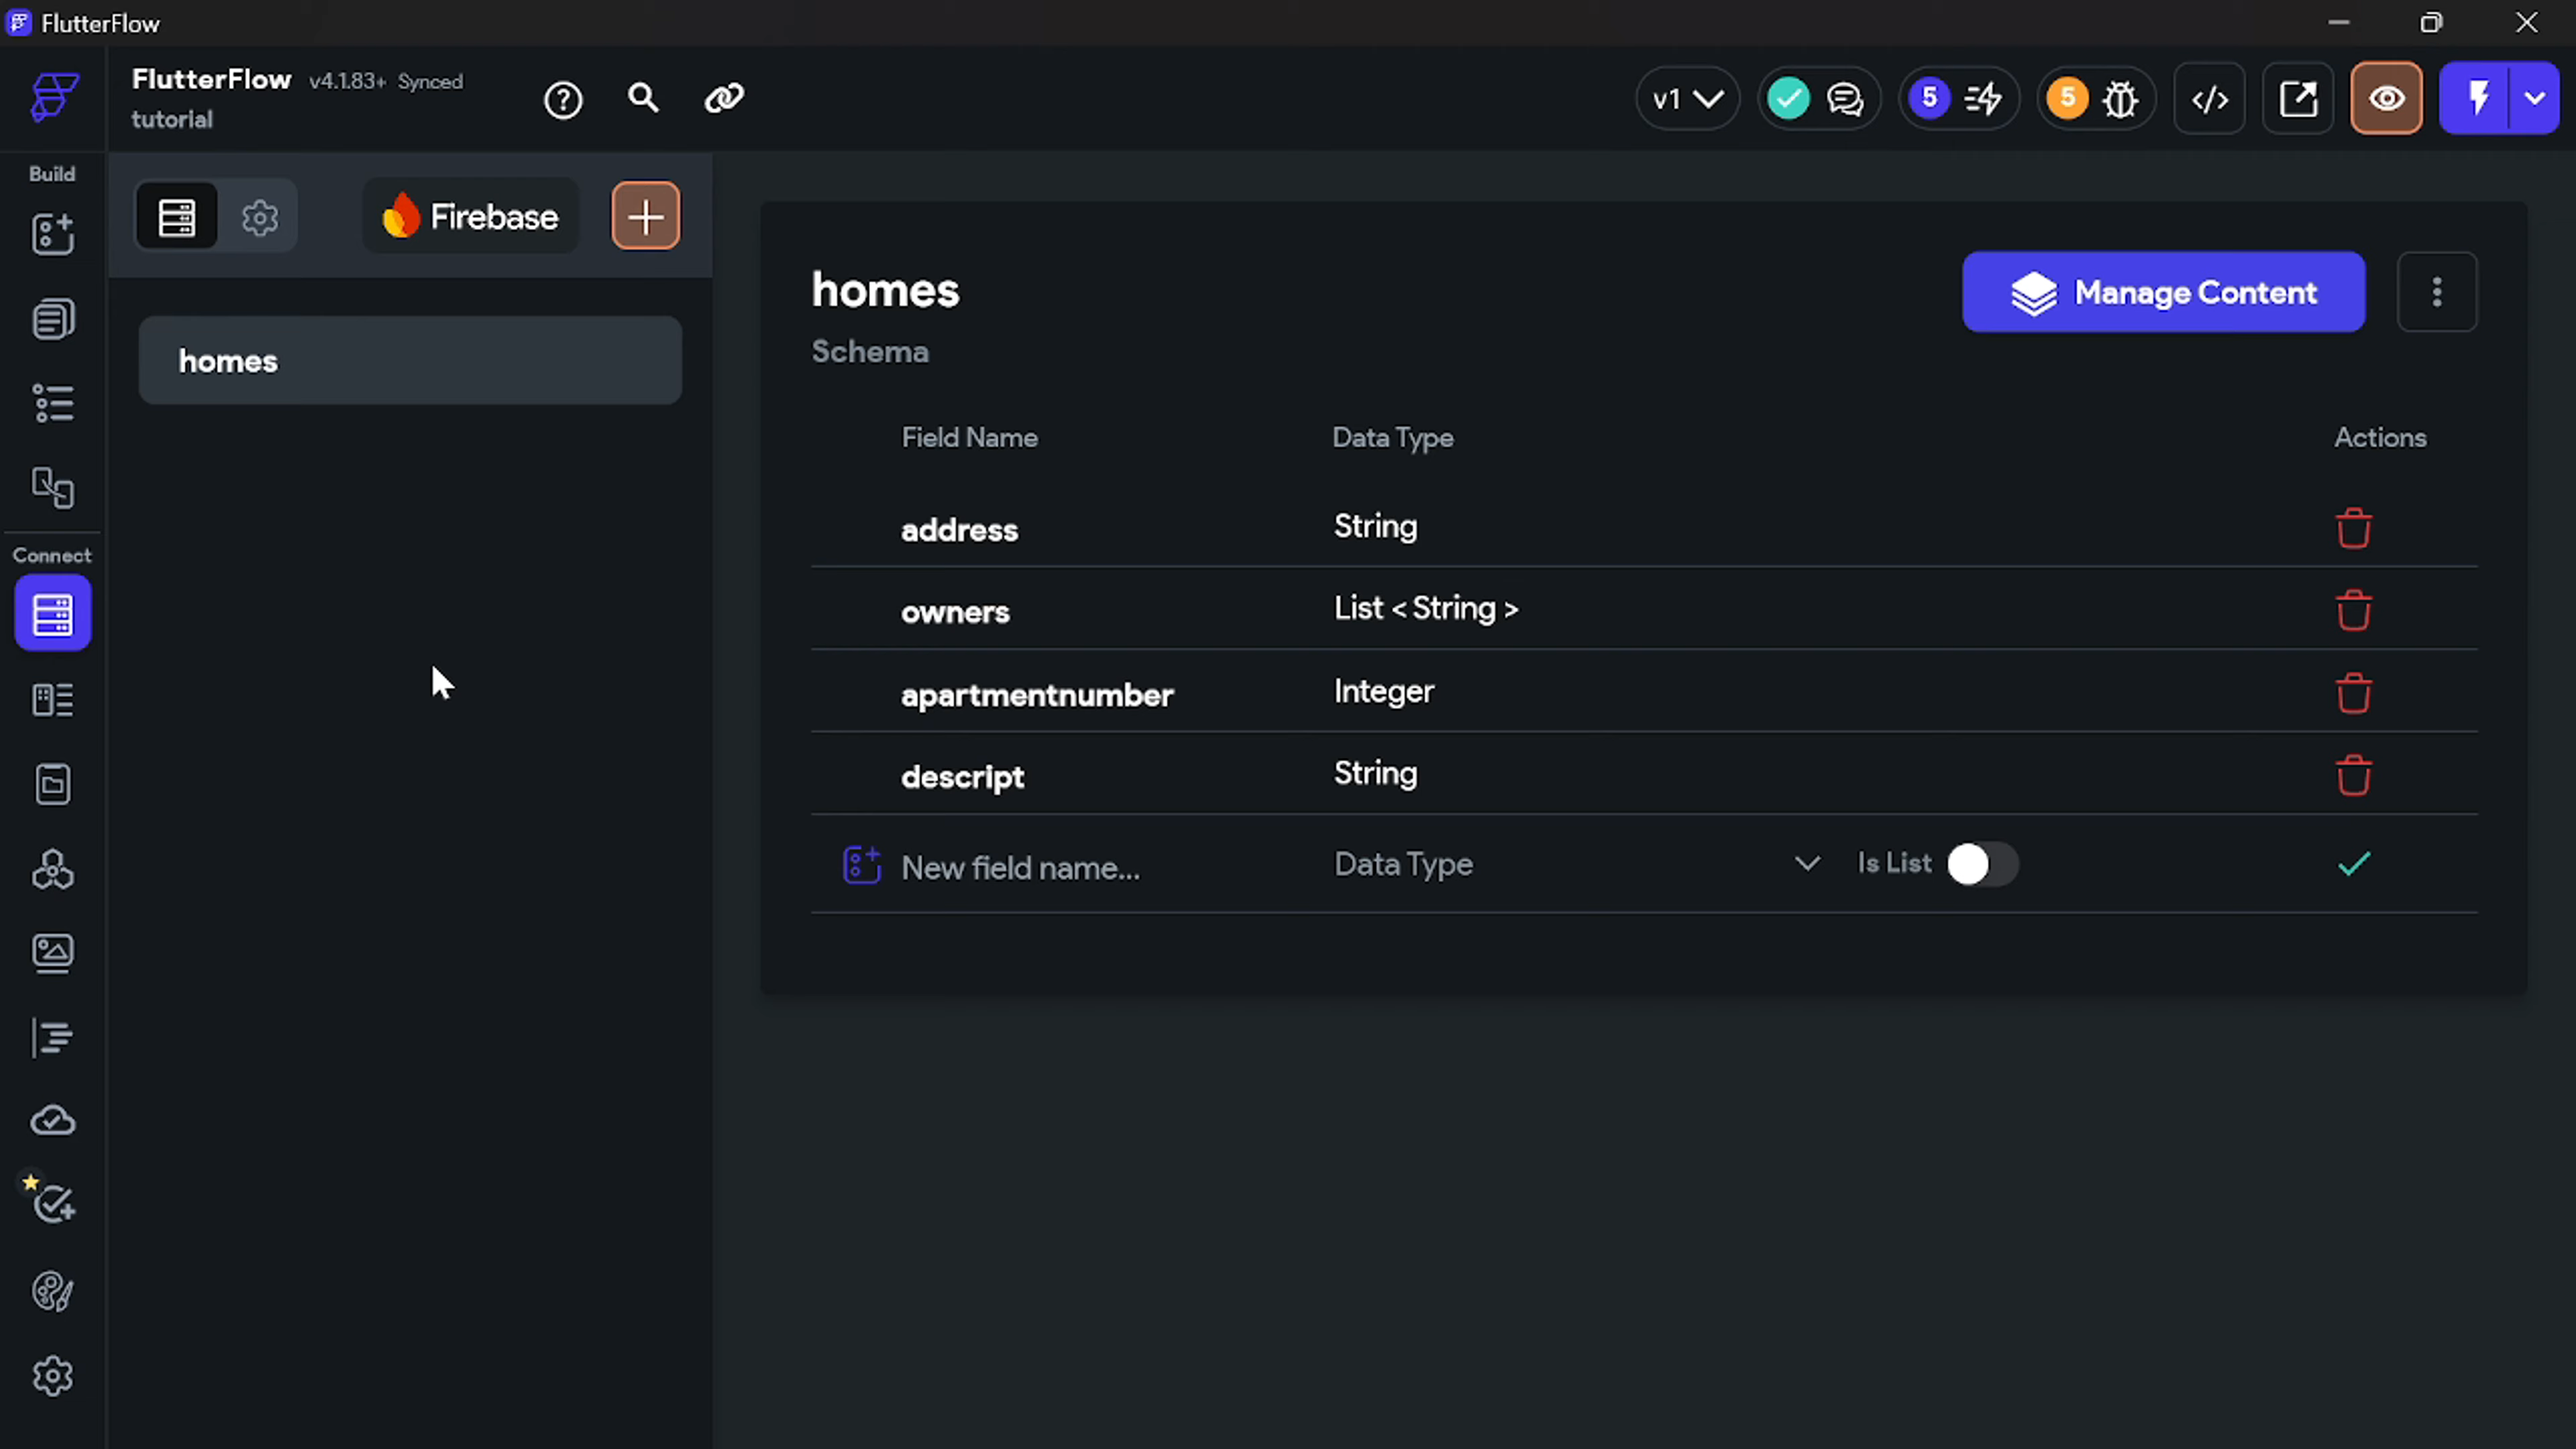 FlutterFlow
FlutterFlow v4.1.83+ Synced
tutorial
v1
5
5
Build
Firebase
homes
Connect
homes
Manage Content
Schema
Field Name Data Type Actions
address String
owners List < String >
apartmentnumber Integer
descript String
New field name... Data Type Is List